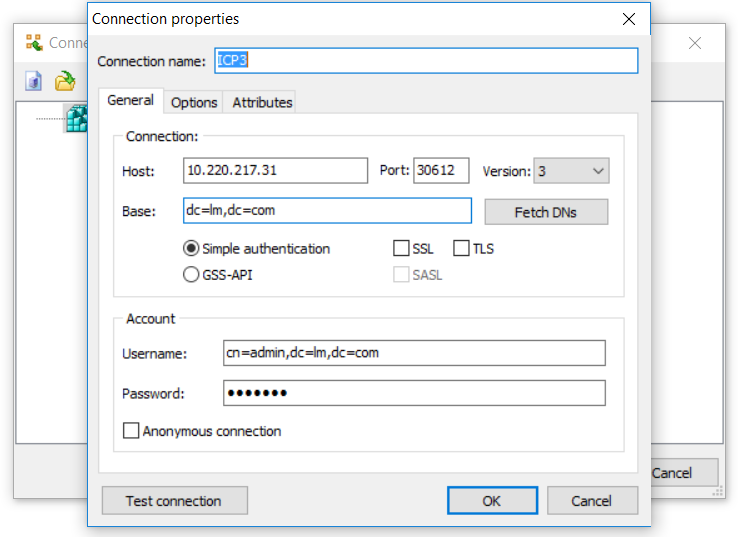 Connection properties
Conne
Connection name: ICP3
General Options Attributes
Connection:
Host: 10.220.217.31 Port: 30612 Version: 3
Base: dc=lm,dc=com Fetch DNs
Simple authentication SSL TLS
GSS-API SASL
Account
Username: cn=admin,dc=lm,dc=com
Password: •••••••
Anonymous connection
Cancel
Test connection OK Cancel